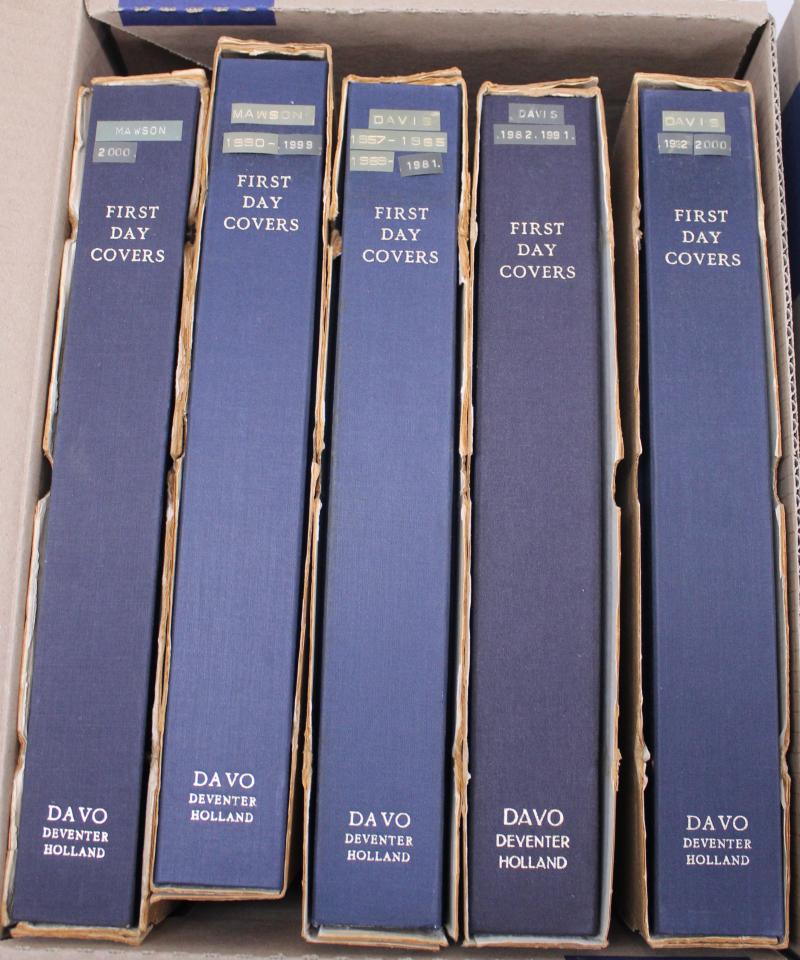 MAWSON
2000.
FIRST
DAY
COVERS
DAVO
DEVENTER
HOLLAND
MAWSON
1990-.1999
FIRST
DAY
COVERS
DAVO
DEVENTER
HOLLAND
DAVIS
1957-1965
1981.
FIRST
DAY
COVERS
DAVO
DEVENTER
HOLLAND
DAVIS
.1982.1991.
FIRST
DAY
COVERS
DAVO
DEVENTER
HOLLAND
DAVIS
2000
FIRST
DAY
COVERS
DAVO
DEVENTER
HOLLAND